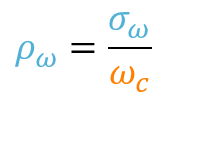 ρ_ω = σ_ω / ω_c